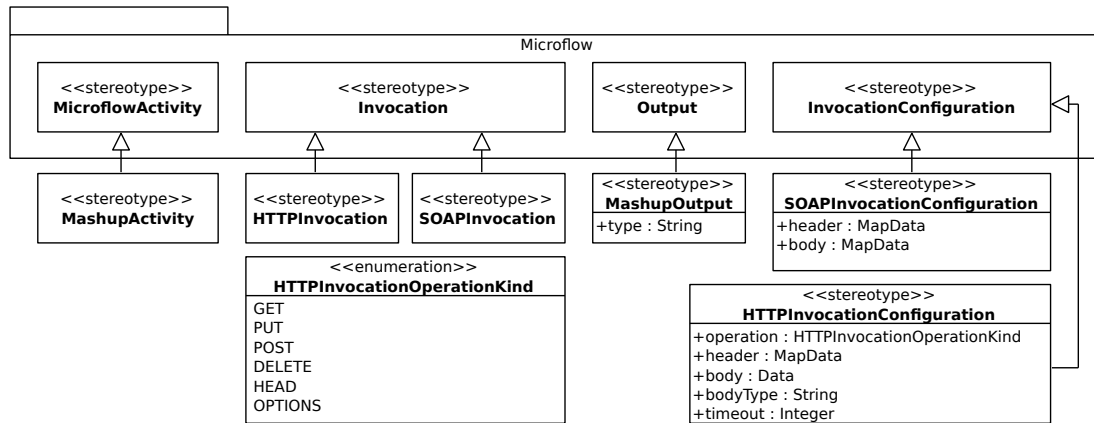 Microflow
<<stereotype>>
MicroflowActivity
<<stereotype>>
Invocation
<<stereotype>>
Output
<<stereotype>>
InvocationConfiguration
<<stereotype>>
MashupActivity
<<stereotype>>
HTTPInvocation
<<stereotype>>
SOAPInvocation
<<stereotype>>
MashupOutput
+type : String
<<stereotype>>
SOAPInvocationConfiguration
+header : MapData
+body : MapData
<<enumeration>>
HTTPInvocationOperationKind
GET
PUT
POST
DELETE
HEAD
OPTIONS
<<stereotype>>
HTTPInvocationConfiguration
+operation : HTTPInvocationOperationKind
+header : MapData
+body : Data
+bodyType : String
+timeout : Integer